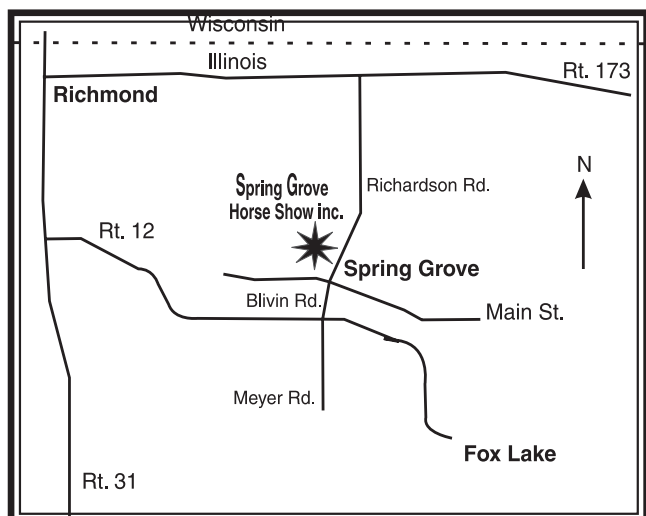 Wisconsin
Illinois
Rt. 173
Richmond
N
Spring Grove
Horse Show inc.
Richardson Rd.
Rt. 12
Spring Grove
Blivin Rd.
Main St.
Meyer Rd.
Fox Lake
Rt. 31